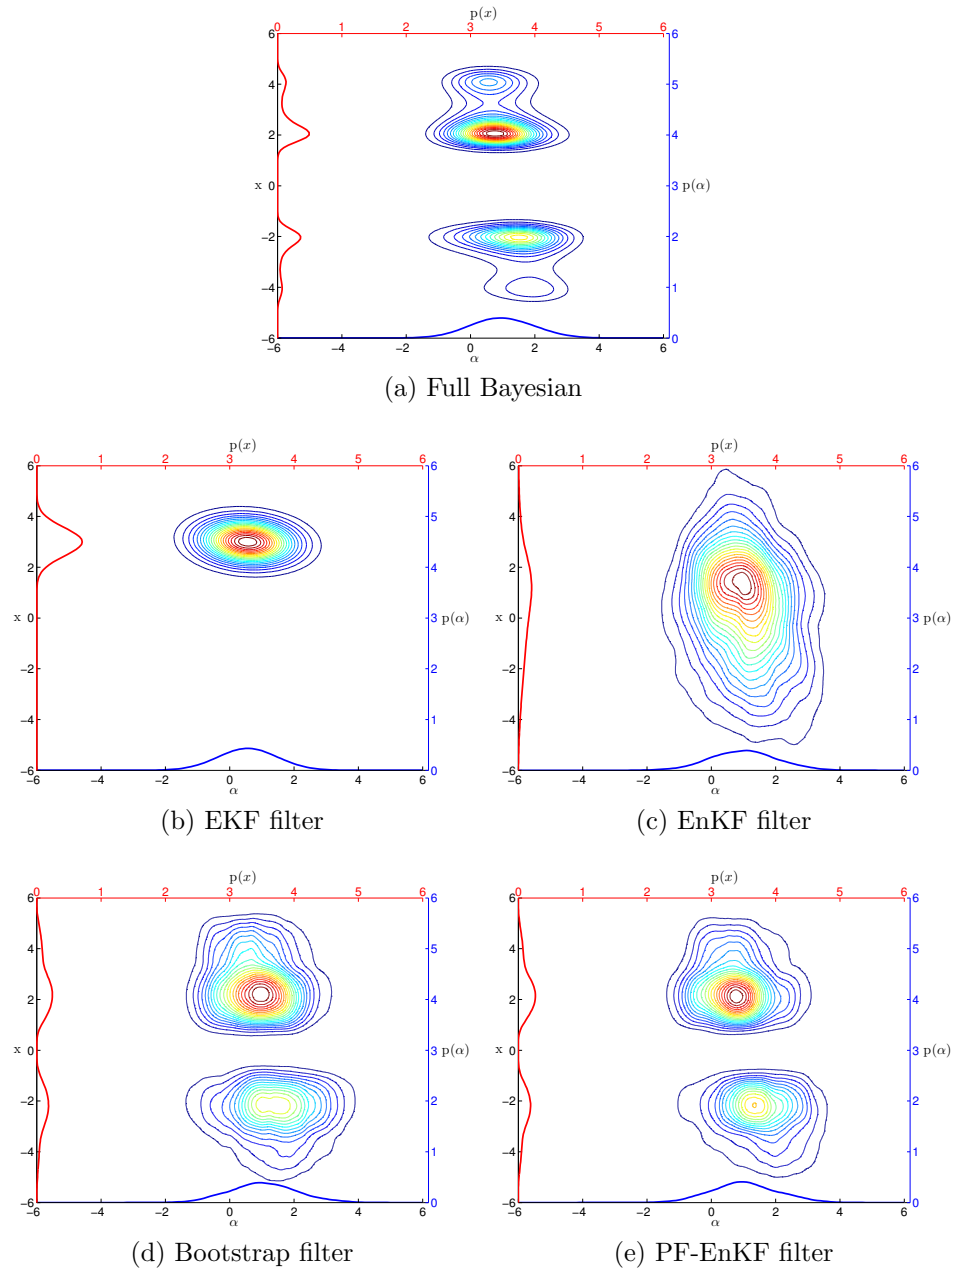 p(x)
0 1 2 3 4 5 6
6 4 2 0 −2 −4 −6
x
6 5 4 3 2 1 0
p(α)
−6 −4 −2 0 2 4 6
α
(a) Full Bayesian
p(x)
0 1 2 3 4 5 6
6 4 2 0 −2 −4 −6
x
6 5 4 3 2 1 0
p(α)
−6 −4 −2 0 2 4 6
α
(b) EKF filter
p(x)
0 1 2 3 4 5 6
6 4 2 0 −2 −4 −6
x
6 5 4 3 2 1 0
p(α)
−6 −4 −2 0 2 4 6
α
(c) EnKF filter
p(x)
0 1 2 3 4 5 6
6 4 2 0 −2 −4 −6
x
6 5 4 3 2 1 0
p(α)
−6 −4 −2 0 2 4 6
α
(d) Bootstrap filter
p(x)
0 1 2 3 4 5 6
6 4 2 0 −2 −4 −6
x
6 5 4 3 2 1 0
p(α)
−6 −4 −2 0 2 4 6
α
(e) PF-EnKF filter